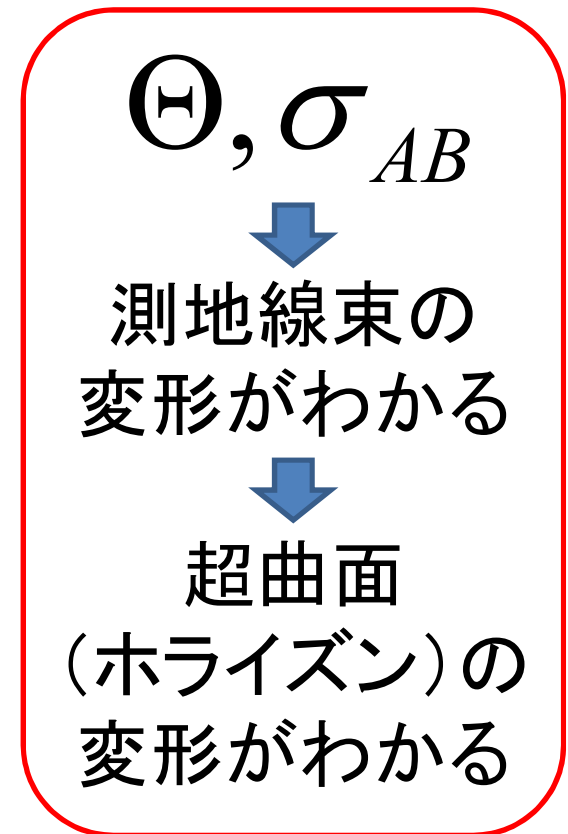 Θ, σ_AB
測地線束の
変形がわかる
超曲面
（ホライズン）の
変形がわかる